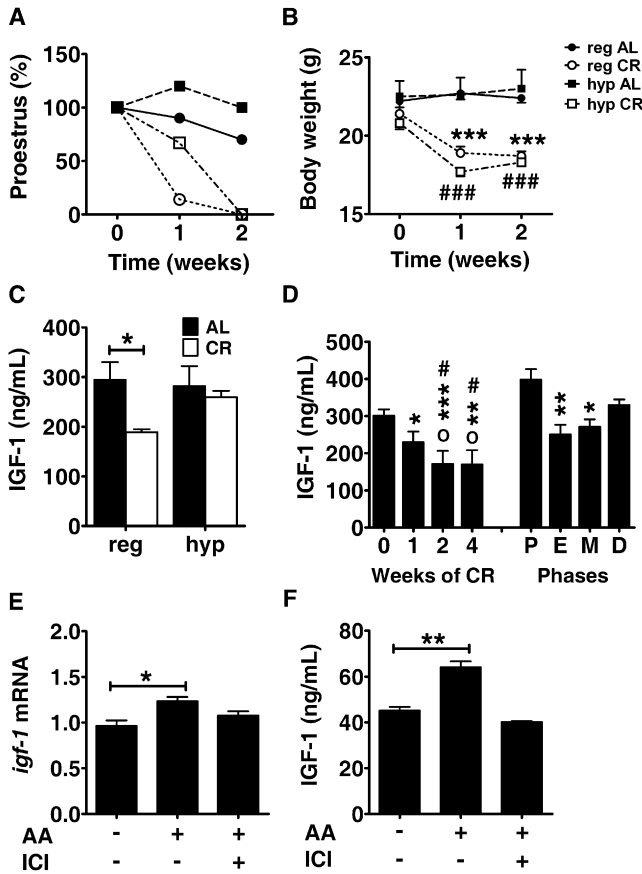 A
Proestrus (%)
150
100
50
0
0 1 2
Time (weeks)
B
Body weight (g)
25
20
15
*** ***
### ###
0 1 2
Time (weeks)
reg AL
reg CR
hyp AL
hyp CR
C
IGF-1 (ng/mL)
400
300
200
100
0
*
AL
CR
reg hyp
D
IGF-1 (ng/mL)
500
400
300
200
100
0
*
# *** O
# ** O
**
*
0 1 2 4 P E M D
Weeks of CR Phases
E
igf-1 mRNA
2.0
1.5
1.0
0.5
0.0
*
AA - + +
ICI - - +
F
IGF-1 (ng/mL)
80
60
40
20
0
**
AA - + +
ICI - - +